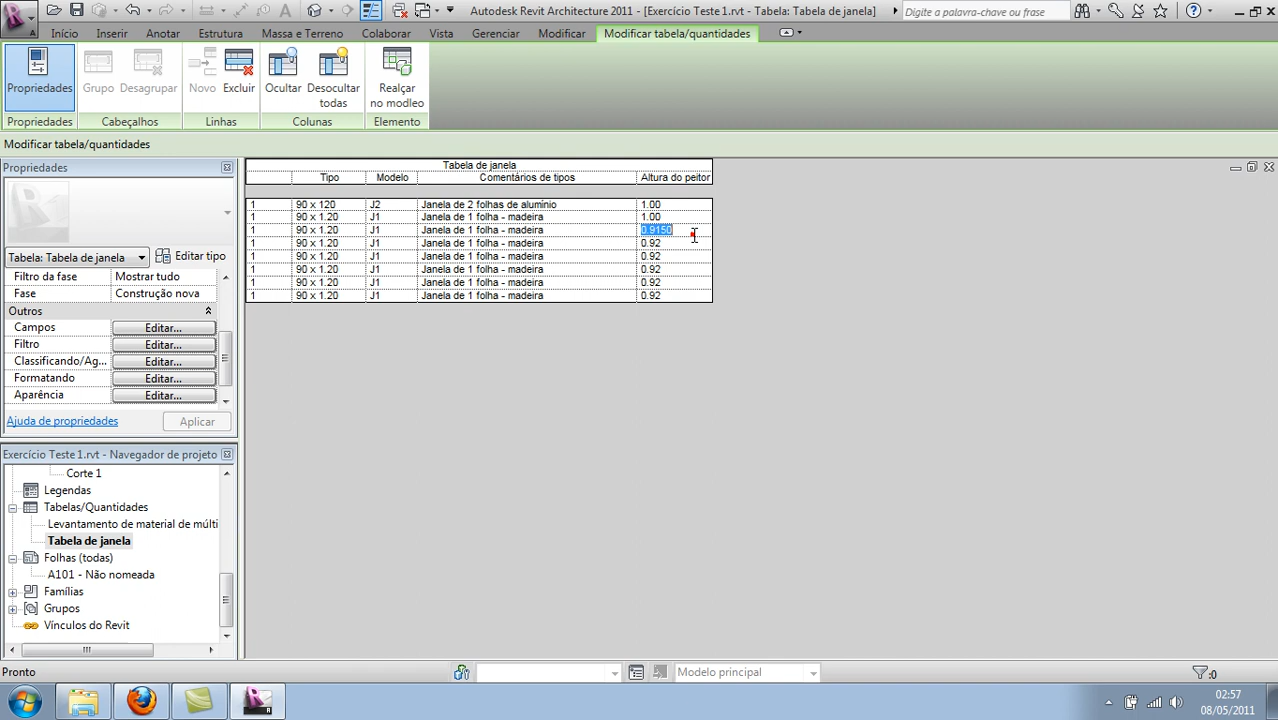 Autodesk Revit Architecture 2011 - [Exercício Teste 1.rvt - Tabela: Tabela de janela]
Digite a palavra-chave ou frase
Início Inserir Anotar Estrutura Massa e Terreno Colaborar Vista Gerenciar Modificar Modificar tabela/quantidades
Propriedades Grupo Desagrupar Novo Excluir Ocultar Desocultar todas Realçar no modleo
Propriedades Cabeçalhos Linhas Colunas Elemento
Modificar tabela/quantidades
Propriedades
Tabela: Tabela de janela Editar tipo
Filtro da fase Mostrar tudo
Fase Construção nova
Outros
Campos Editar...
Filtro Editar...
Classificando/Ag... Editar...
Formatando Editar...
Aparência Editar...
Ajuda de propriedades Aplicar
Exercício Teste 1.rvt - Navegador de projeto
Corte 1
Legendas
Tabelas/Quantidades
Levantamento de material de múlti
Tabela de janela
Folhas (todas)
A101 - Não nomeada
Famílias
Grupos
Vínculos do Revit
Tabela de janela
Tipo Modelo Comentários de tipos Altura do peitor
1 90 x 120 J2 Janela de 2 folhas de alumínio 1.00
1 90 x 1.20 J1 Janela de 1 folha - madeira 1.00
1 90 x 1.20 J1 Janela de 1 folha - madeira 0.9150
1 90 x 1.20 J1 Janela de 1 folha - madeira 0.92
1 90 x 1.20 J1 Janela de 1 folha - madeira 0.92
1 90 x 1.20 J1 Janela de 1 folha - madeira 0.92
1 90 x 1.20 J1 Janela de 1 folha - madeira 0.92
1 90 x 1.20 J1 Janela de 1 folha - madeira 0.92
Pronto
Modelo principal
:0
02:57
08/05/2011